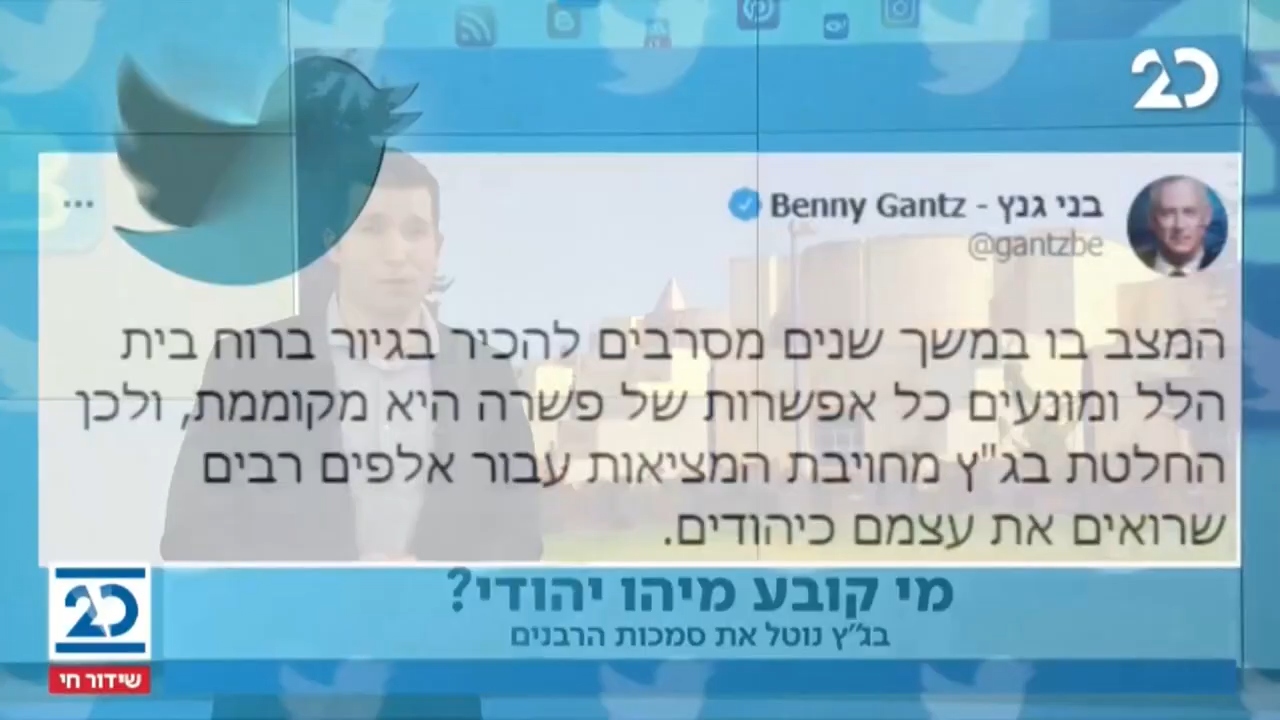 20
בני גנץ - Benny Gantz
@gantzbe
המצב בו במשך שנים מסרבים להכיר בגיור ברוח בית
הלל ומונעים כל אפשרות של פשרה היא מקוממת, ולכן
החלטת בג"ץ מחויבת המציאות עבור אלפים רבים
שרואים את עצמם כיהודים.
מי קובע מיהו יהודי?
בג"ץ נוטל את סמכות הרבנים
20
שידור חי